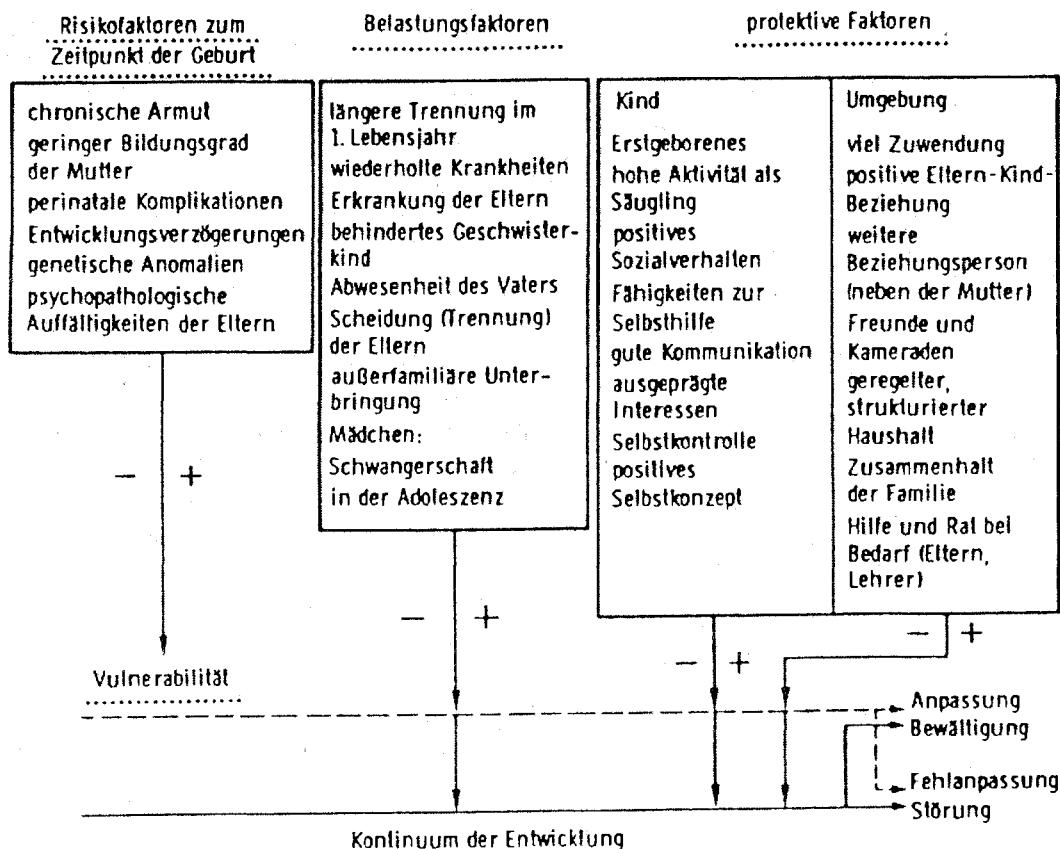 Risikofaktoren zum
Zeitpunkt der Geburt
chronische Armut
geringer Bildungsgrad
der Mutter
perinatale Komplikationen
Entwicklungsverzögerungen
genetische Anomalien
psychopathologische
Auffältigkeiten der Eltern
Belastungsfaktoren
längere Trennung im
1. Lebensjahr
wiederholte Krankheiten
Erkrankung der Eltern
behindertes Geschwister-
kind
Abwesenheit des Vaters
Scheidung (Trennung)
der Eltern
außerfamiliäre Unter-
bringung
Mädchen:
Schwangerschaft
in der Adoleszenz
protektive Faktoren
Kind
Erstgeborenes
hohe Aktivität als
Säugling
positives
Sozialverhalten
Fähigkeiten zur
Selbsthilfe
gute Kommunikation
ausgeprägte
Interessen
Selbstkontrolle
positives
Selbstkonzept
Umgebung
viel Zuwendung
positive Eltern-Kind-
Beziehung
weitere
Beziehungsperson
(neben der Mutter)
Freunde und
Kameraden
geregelter,
strukturierter
Haushalt
Zusammenhalt
der Familie
Hilfe und Rat bei
Bedarf (Eltern,
Lehrer)
− +
− +
− +
− +
Vulnerabilität
Anpassung
Bewältigung
Fehlanpassung
Störung
Kontinuum der Entwicklung